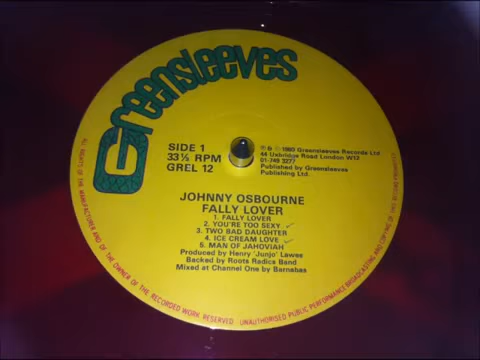 Greensleeves
SIDE 1
33⅓ RPM
GREL 12
℗ © 1980 Greensleeves Records Ltd
44 Uxbridge Road London W12
01-749 3277
Published by Greensleeves
Publishing Ltd.
JOHNNY OSBOURNE
FALLY LOVER
1. FALLY LOVER
2. YOU'RE TOO SEXY ✓
3. TWO BAD DAUGHTER
4. ICE CREAM LOVE ✓
5. MAN OF JAHOVIAH
Produced by Henry 'Junjo' Lawes
Backed by Roots Radics Band
Mixed at Channel One by Barnabas
ALL RIGHTS OF THE MANUFACTURER AND OF THE OWNER OF THE RECORDED WORK RESERVED UNAUTHORISED PUBLIC PERFORMANCE BROADCASTING AND COPYING OF THIS RECORD